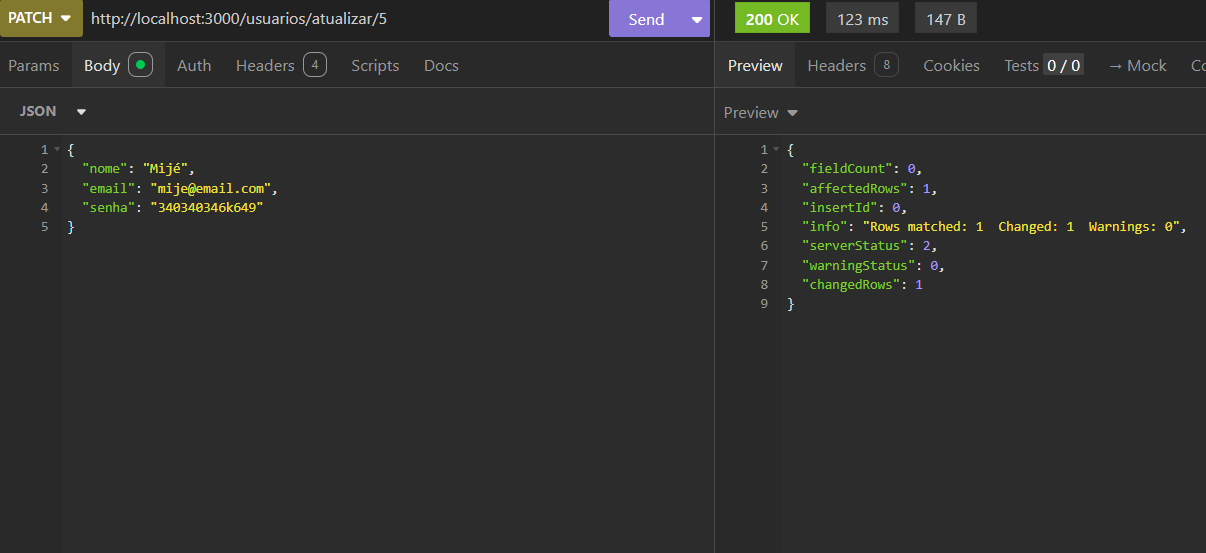 PATCH http://localhost:3000/usuarios/atualizar/5 Send 200 OK 123 ms 147 B
Params Body Auth Headers 4 Scripts Docs
Preview Headers 8 Cookies Tests 0 / 0 → Mock Co
JSON
Preview
1 {
2 "nome": "Mijé",
3 "email": "mije@email.com",
4 "senha": "340340346k649"
5 }
1 {
2 "fieldCount": 0,
3 "affectedRows": 1,
4 "insertId": 0,
5 "info": "Rows matched: 1  Changed: 1  Warnings: 0",
6 "serverStatus": 2,
7 "warningStatus": 0,
8 "changedRows": 1
9 }